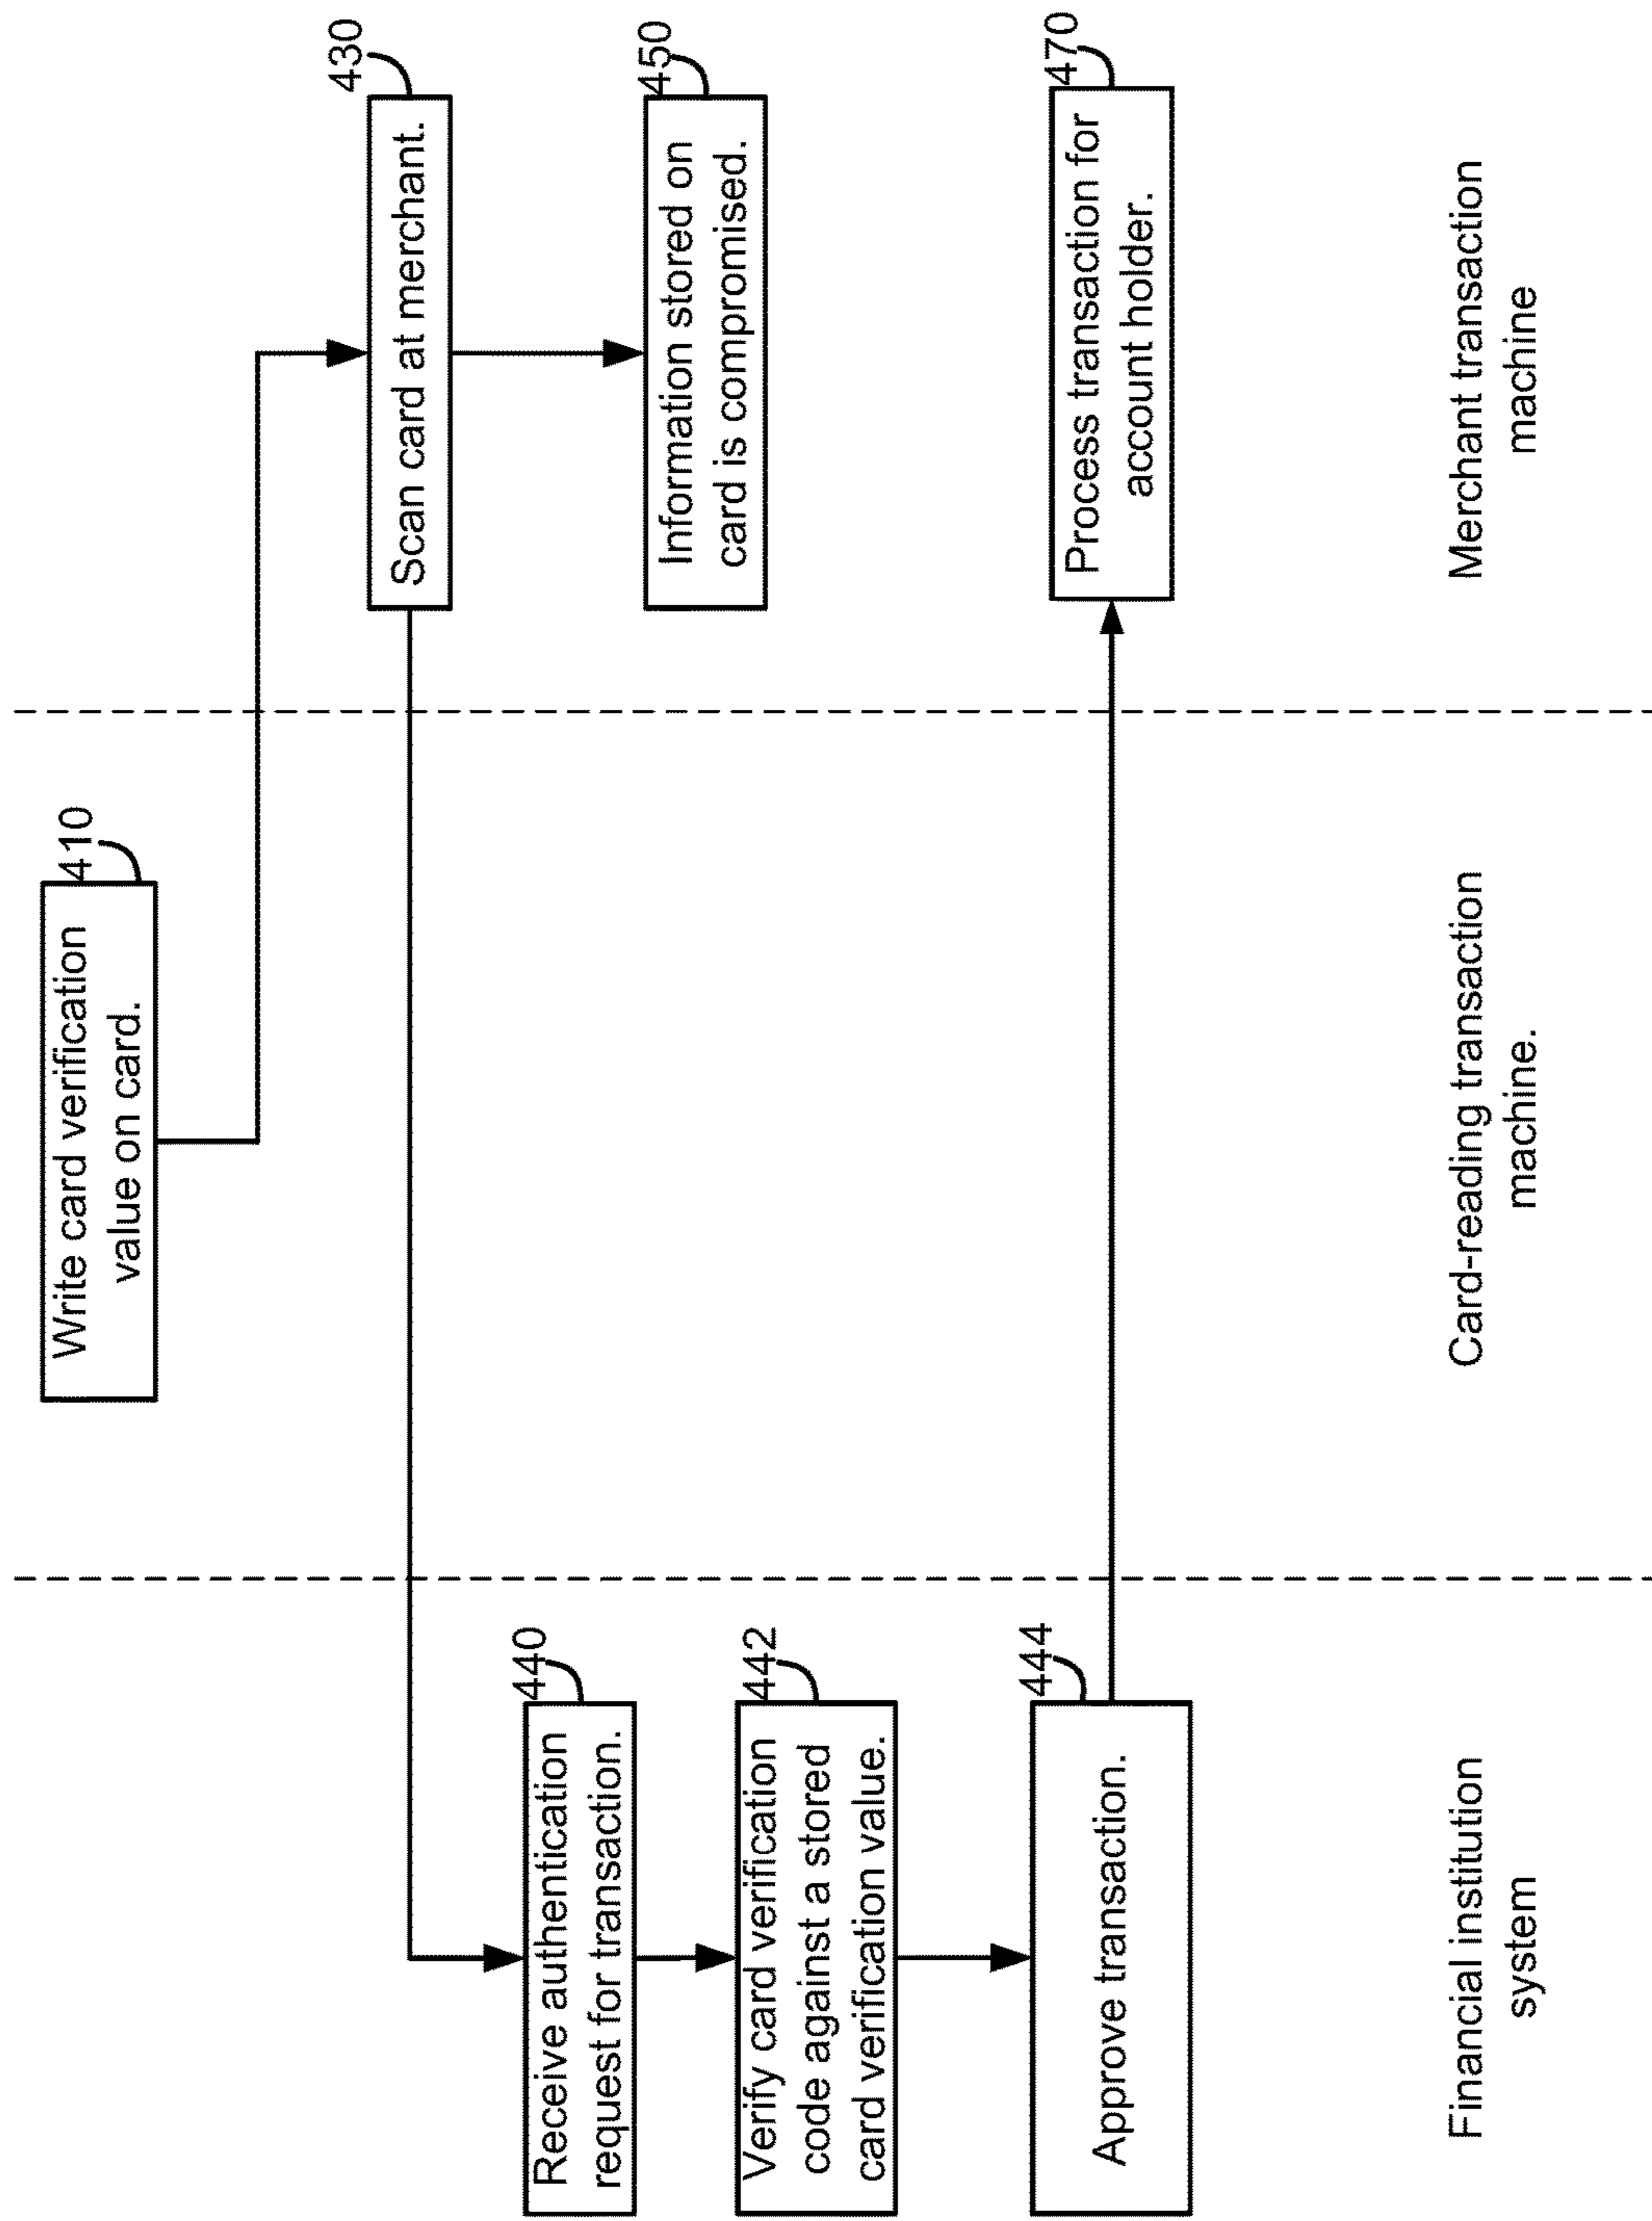 Write card verification
value on card.
410
Scan card at merchant.
430
Receive authentication
request for transaction.
440
Information stored on
card is compromised.
450
Verify card verification
code against a stored
card verification value.
442
Approve transaction.
444
Process transaction for
account holder.
470
Financial institution
system
Card-reading transaction
machine.
Merchant transaction
machine